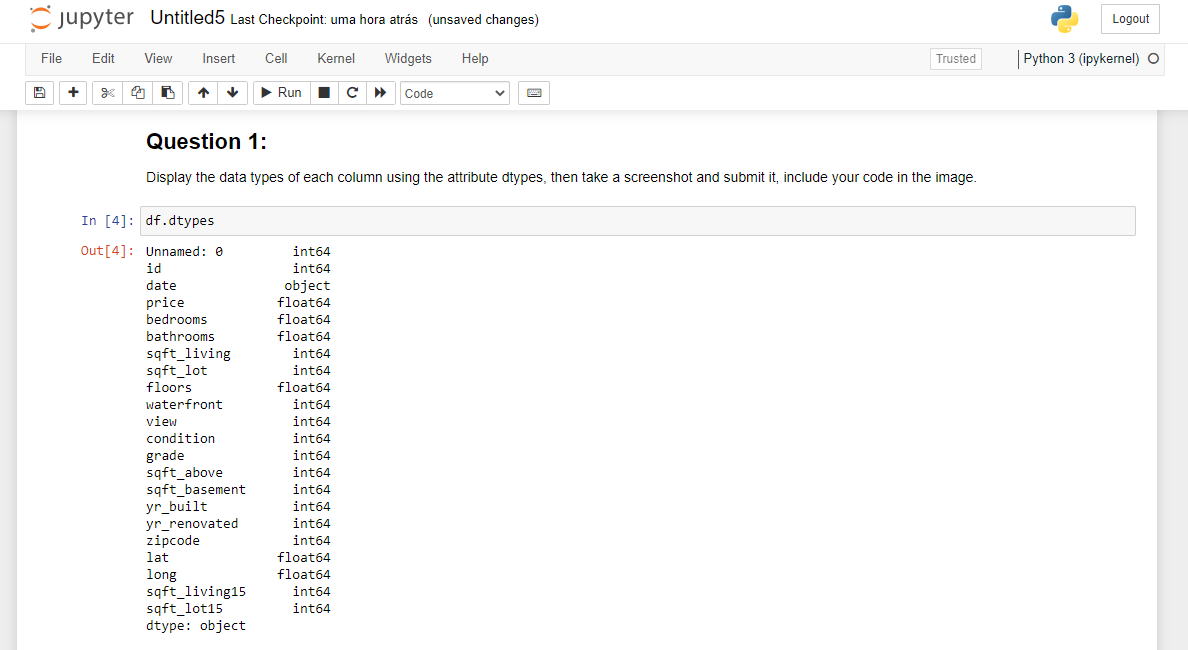 jupyter Untitled5 Last Checkpoint: uma hora atrás (unsaved changes)
Logout
File Edit View Insert Cell Kernel Widgets Help
Trusted Python 3 (ipykernel)
Run Code
Question 1:
Display the data types of each column using the attribute dtypes, then take a screenshot and submit it, include your code in the image.
In [4]: df.dtypes
Out[4]: Unnamed: 0 int64
id int64
date object
price float64
bedrooms float64
bathrooms float64
sqft_living int64
sqft_lot int64
floors float64
waterfront int64
view int64
condition int64
grade int64
sqft_above int64
sqft_basement int64
yr_built int64
yr_renovated int64
zipcode int64
lat float64
long float64
sqft_living15 int64
sqft_lot15 int64
dtype: object